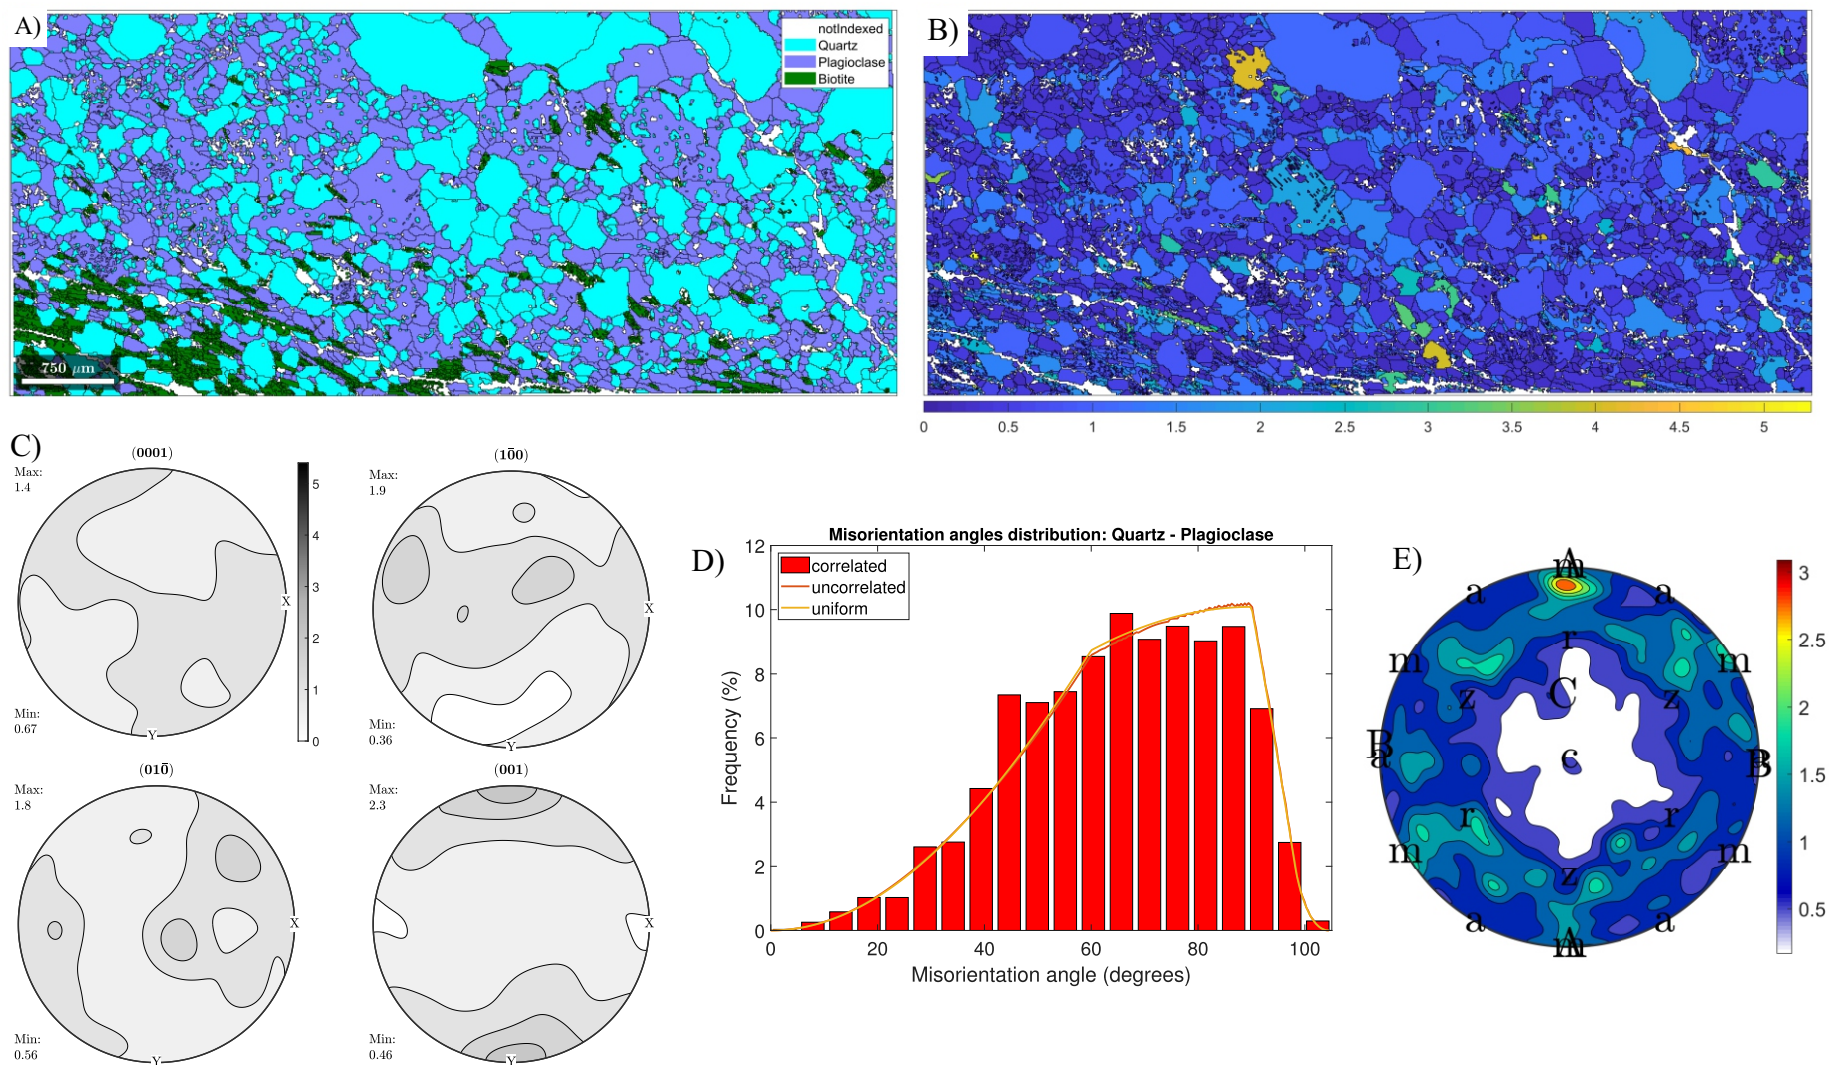 A)
notIndexed
Quartz
Plagioclase
Biotite
750 μm
B)
0 0.5 1 1.5 2 2.5 3 3.5 4 4.5 5
C)
(0001)
Max:
1.4
X
Y
Min:
0.67
5
4
3
2
1
0
(11̄00)
Max:
1.9
X
Y
Min:
0.36
(011̄0)
Max:
1.8
X
Y
Min:
0.56
(001)
Max:
2.3
X
Y
Min:
0.46
D)
Misorientation angles distribution: Quartz - Plagioclase
correlated
uncorrelated
uniform
Frequency (%)
12
10
8
6
4
2
0
0 20 40 60 80 100
Misorientation angle (degrees)
E)
A
m
a a
r
m m
C
z z
B
a
c
B
a
r r
m m
z
a a
A
m
3
2.5
2
1.5
1
0.5